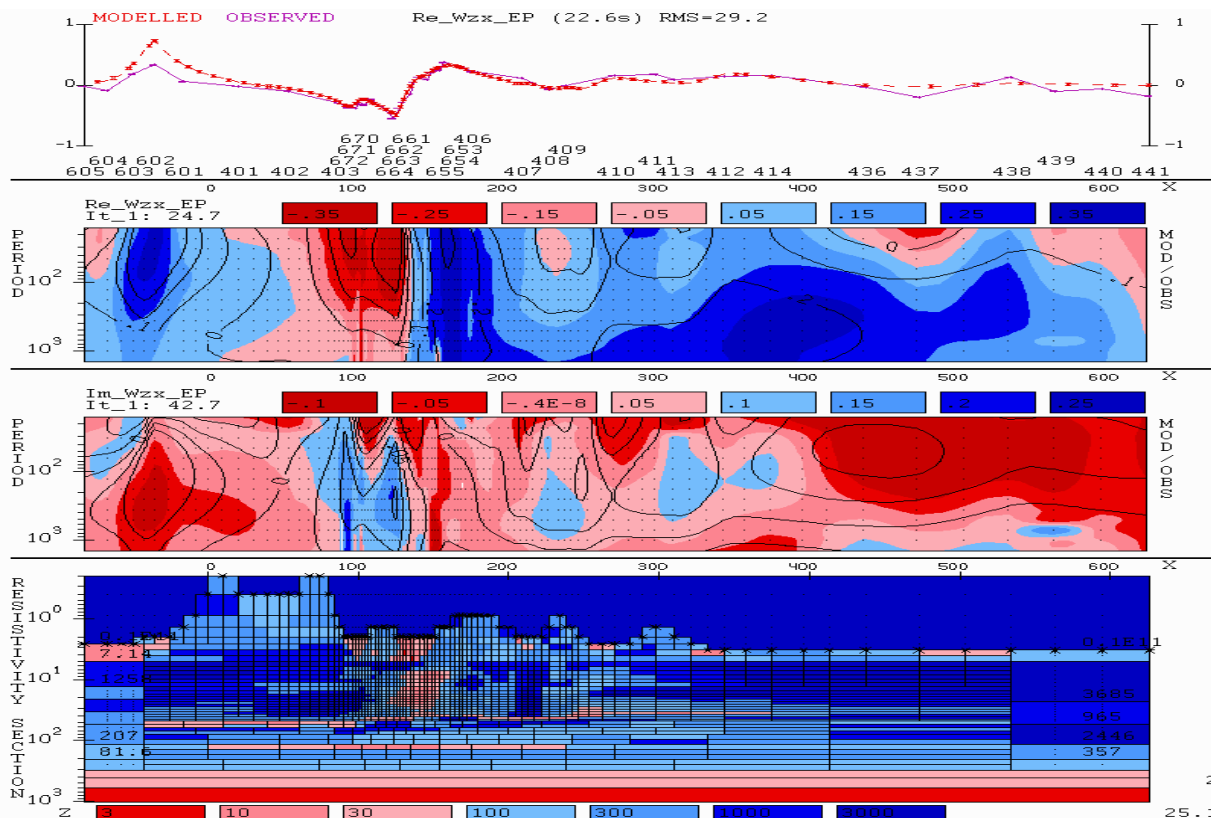 MODELLED OBSERVED Re_Wzx_EP (22.6s) RMS=29.2
1 1
0 0
-1 -1
670 661 406
671 662 653 409 411 439
604 602 672 663 654 408
605 603 601 401 402 403 664 655 407 410 413 412 414 436 437 438 440 441
0 100 200 300 400 500 600 X
Re_Wzx_EP
It_1: 24.7
-.35 -.25 -.15 -.05 .05 .15 .25 .35
PERIOD
10²
10³
MOD/OBS
0 100 200 300 400 500 600 X
Im_Wzx_EP
It_1: 42.7
-.1 -.05 -.4E-8 .05 .1 .15 .2 .25
PERIOD
10²
10³
MOD/OBS
0 100 200 300 400 500 600 X
RESISTIVITY SECTION
10⁰
0.1E11 0.1E11
7.14
10¹
1258 3685
965
10² 207 2446
81.6 357
10³
Z 3 10 30 100 300 1000 3000